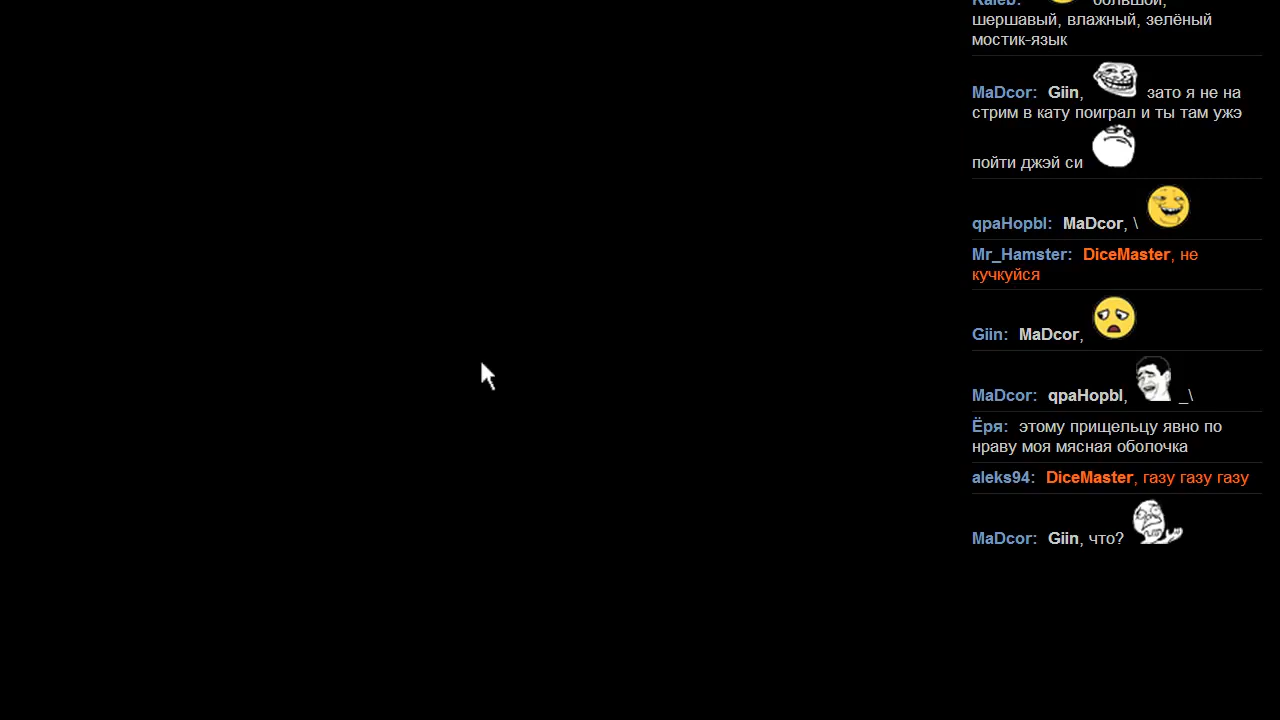 Kaleb: большой,
шершавый, влажный, зелёный
мостик-язык
MaDcor: Giin, зато я не на
стрим в кату поиграл и ты там ужэ
пойти джэй си
qpaHopbl: MaDcor, \
Mr_Hamster: DiceMaster, не
кучкуйся
Giin: MaDcor,
MaDcor: qpaHopbl, _\
Ёря: этому прищельцу явно по
нраву моя мясная оболочка
aleks94: DiceMaster, газу газу газу
MaDcor: Giin, что?